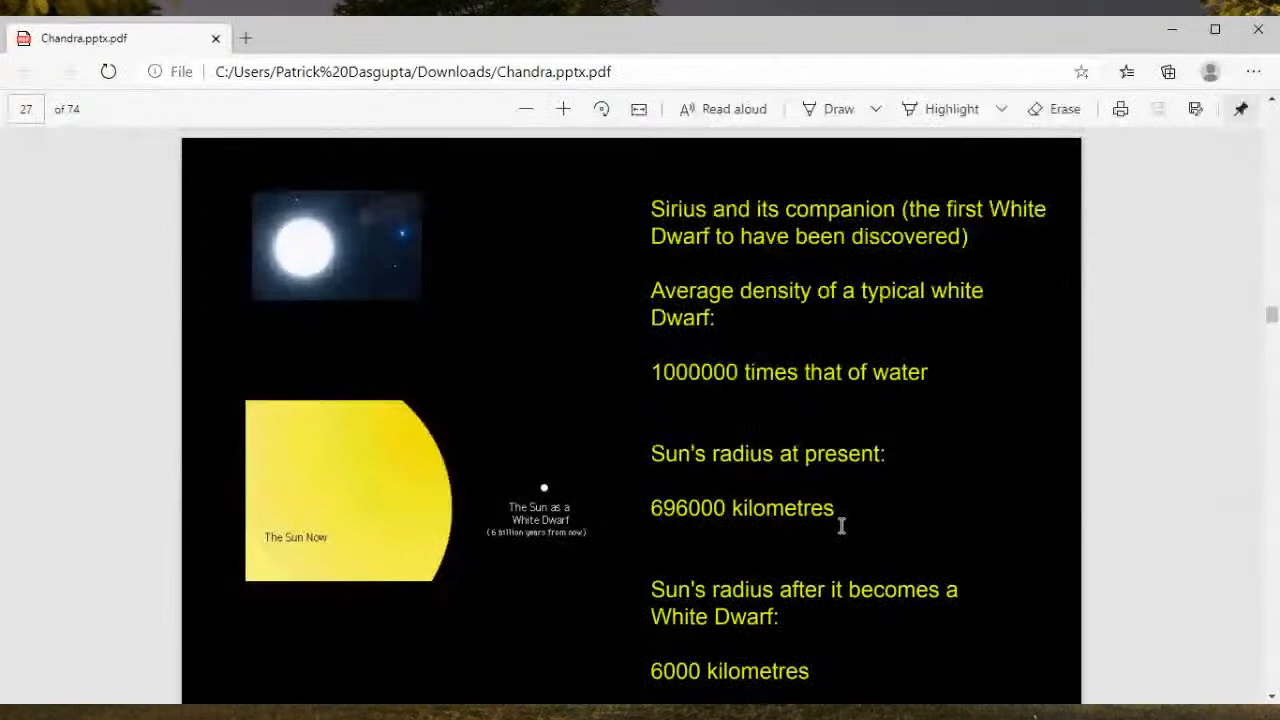 Chandra.pptx.pdf
File
C:/Users/Patrick%20Dasgupta/Downloads/Chandra.pptx.pdf
27 of 74
Read aloud
Draw
Highlight
Erase
Sirius and its companion (the first White
Dwarf to have been discovered)
Average density of a typical white
Dwarf:
1000000 times that of water
Sun's radius at present:
696000 kilometres
The Sun as a
White Dwarf
(6 billion years from now)
The Sun Now
Sun's radius after it becomes a
White Dwarf:
6000 kilometres